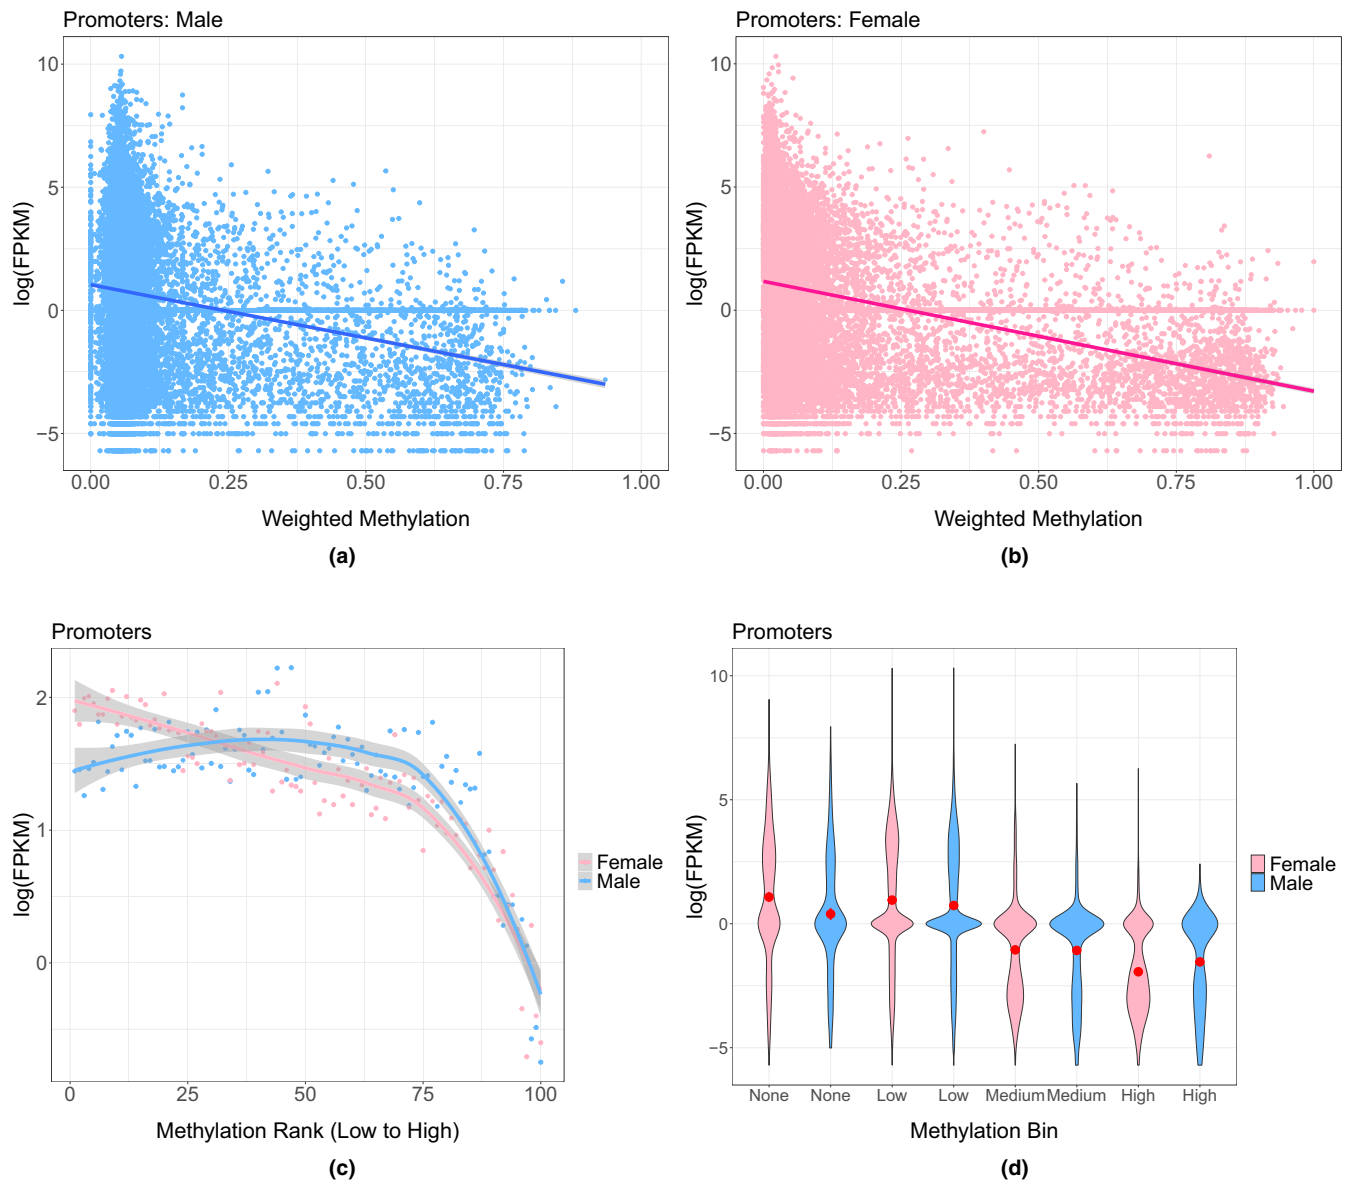 Promoters: Male
10
5
0
−5
log(FPKM)
0.00 0.25 0.50 0.75 1.00
Weighted Methylation
(a)
Promoters: Female
10
5
0
−5
log(FPKM)
0.00 0.25 0.50 0.75 1.00
Weighted Methylation
(b)
Promoters
2
1
0
log(FPKM)
0 25 50 75 100
Methylation Rank (Low to High)
Female
Male
(c)
Promoters
10
5
0
−5
log(FPKM)
None None Low Low Medium Medium High High
Methylation Bin
Female
Male
(d)